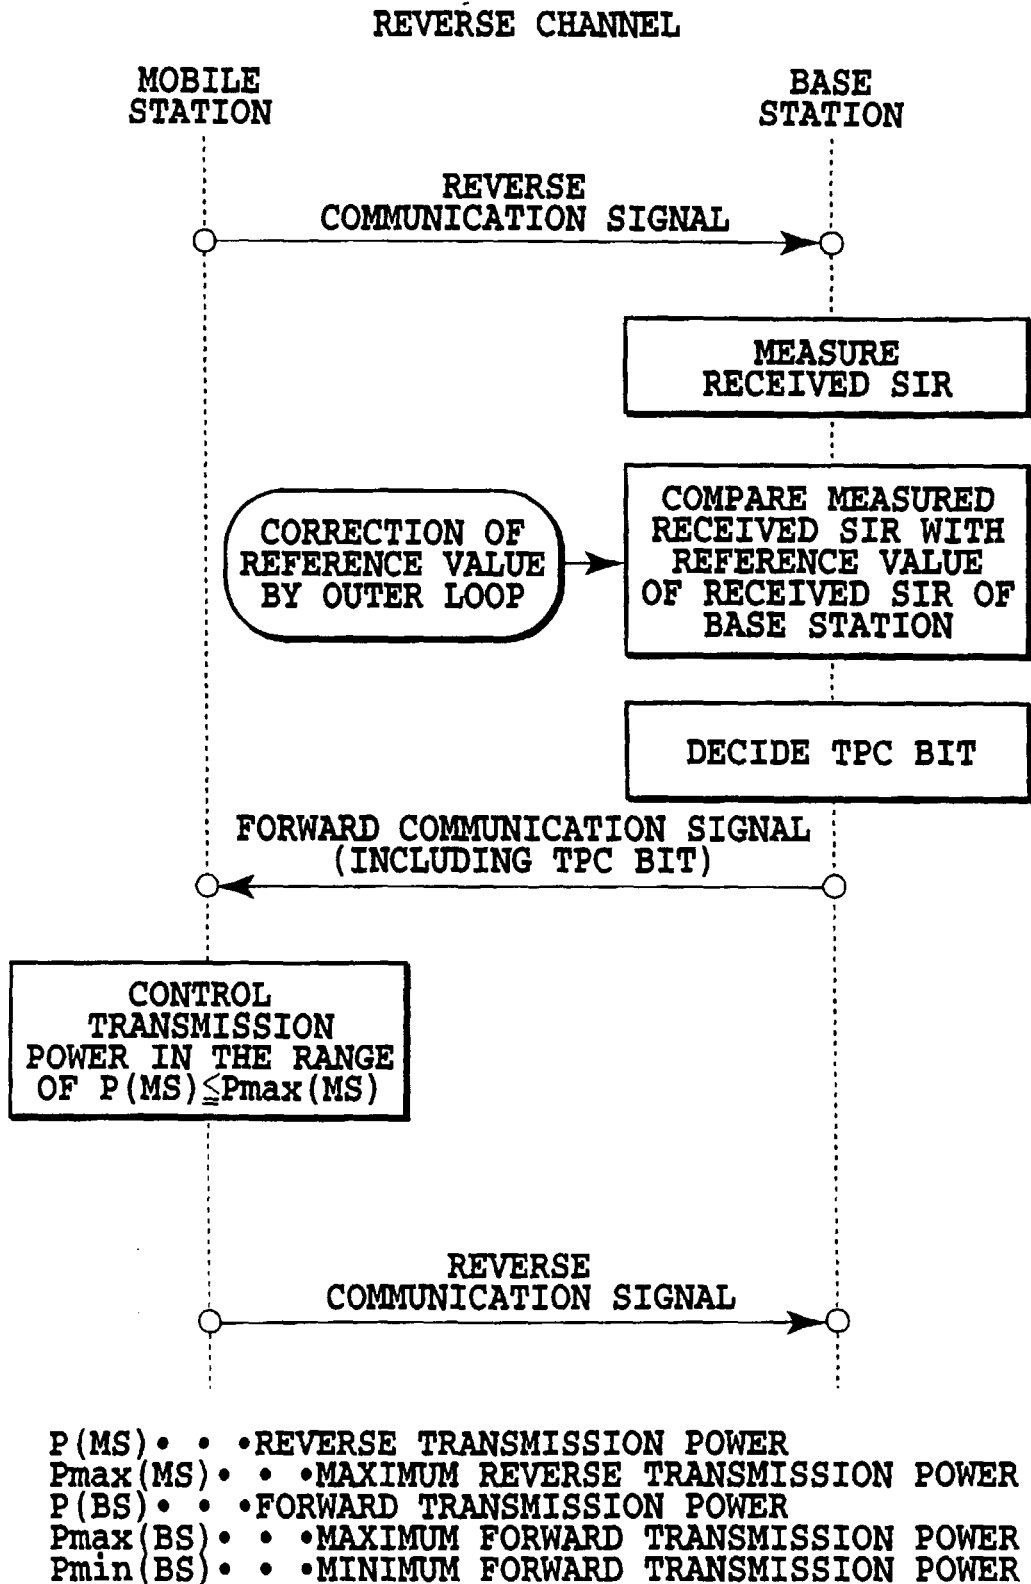 REVERSE CHANNEL
MOBILE
STATION
BASE
STATION
REVERSE
COMMUNICATION SIGNAL
MEASURE
RECEIVED SIR
CORRECTION OF
REFERENCE VALUE
BY OUTER LOOP
COMPARE MEASURED
RECEIVED SIR WITH
REFERENCE VALUE
OF RECEIVED SIR OF
BASE STATION
DECIDE TPC BIT
FORWARD COMMUNICATION SIGNAL
(INCLUDING TPC BIT)
CONTROL
TRANSMISSION
POWER IN THE RANGE
OF P(MS)≦Pmax(MS)
REVERSE
COMMUNICATION SIGNAL
P(MS)• • •REVERSE TRANSMISSION POWER
Pmax(MS)• • •MAXIMUM REVERSE TRANSMISSION POWER
P(BS)• • •FORWARD TRANSMISSION POWER
Pmax(BS)• • •MAXIMUM FORWARD TRANSMISSION POWER
Pmin(BS)• • •MINIMUM FORWARD TRANSMISSION POWER